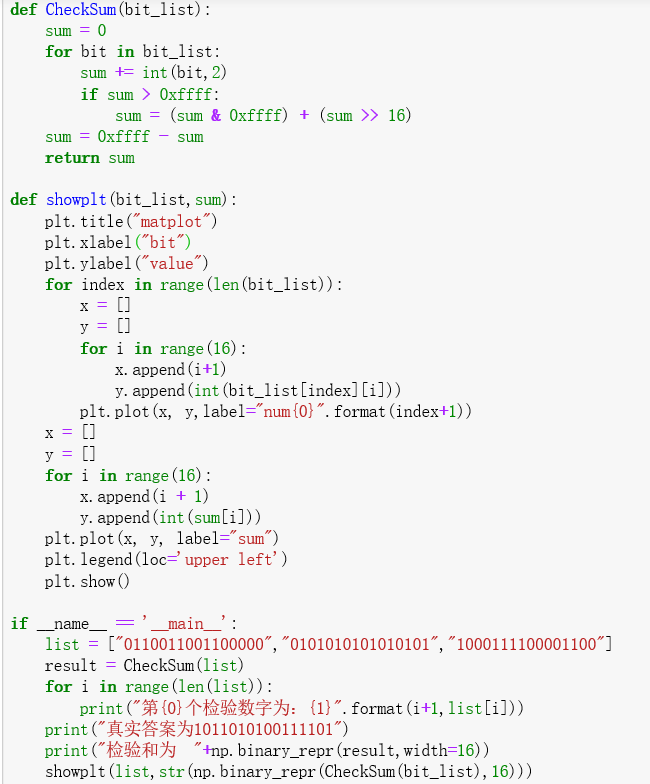 def CheckSum(bit_list):
    sum = 0
    for bit in bit_list:
        sum += int(bit,2)
        if sum > 0xffff:
            sum = (sum & 0xffff) + (sum >> 16)
    sum = 0xffff - sum
    return sum

def showplt(bit_list,sum):
    plt.title("matplot")
    plt.xlabel("bit")
    plt.ylabel("value")
    for index in range(len(bit_list)):
        x = []
        y = []
        for i in range(16):
            x.append(i+1)
            y.append(int(bit_list[index][i]))
        plt.plot(x, y,label="num{0}".format(index+1))
    x = []
    y = []
    for i in range(16):
        x.append(i + 1)
        y.append(int(sum[i]))
    plt.plot(x, y, label="sum")
    plt.legend(loc='upper left')
    plt.show()

if __name__ == '__main__':
    list = ["0110011001100000","0101010101010101","1000111100001100"]
    result = CheckSum(list)
    for i in range(len(list)):
        print("第{0}个检验数字为: {1}".format(i+1,list[i]))
    print("真实答案为1011010100111101")
    print("检验和为  "+np.binary_repr(result,width=16))
    showplt(list,str(np.binary_repr(CheckSum(bit_list),16)))